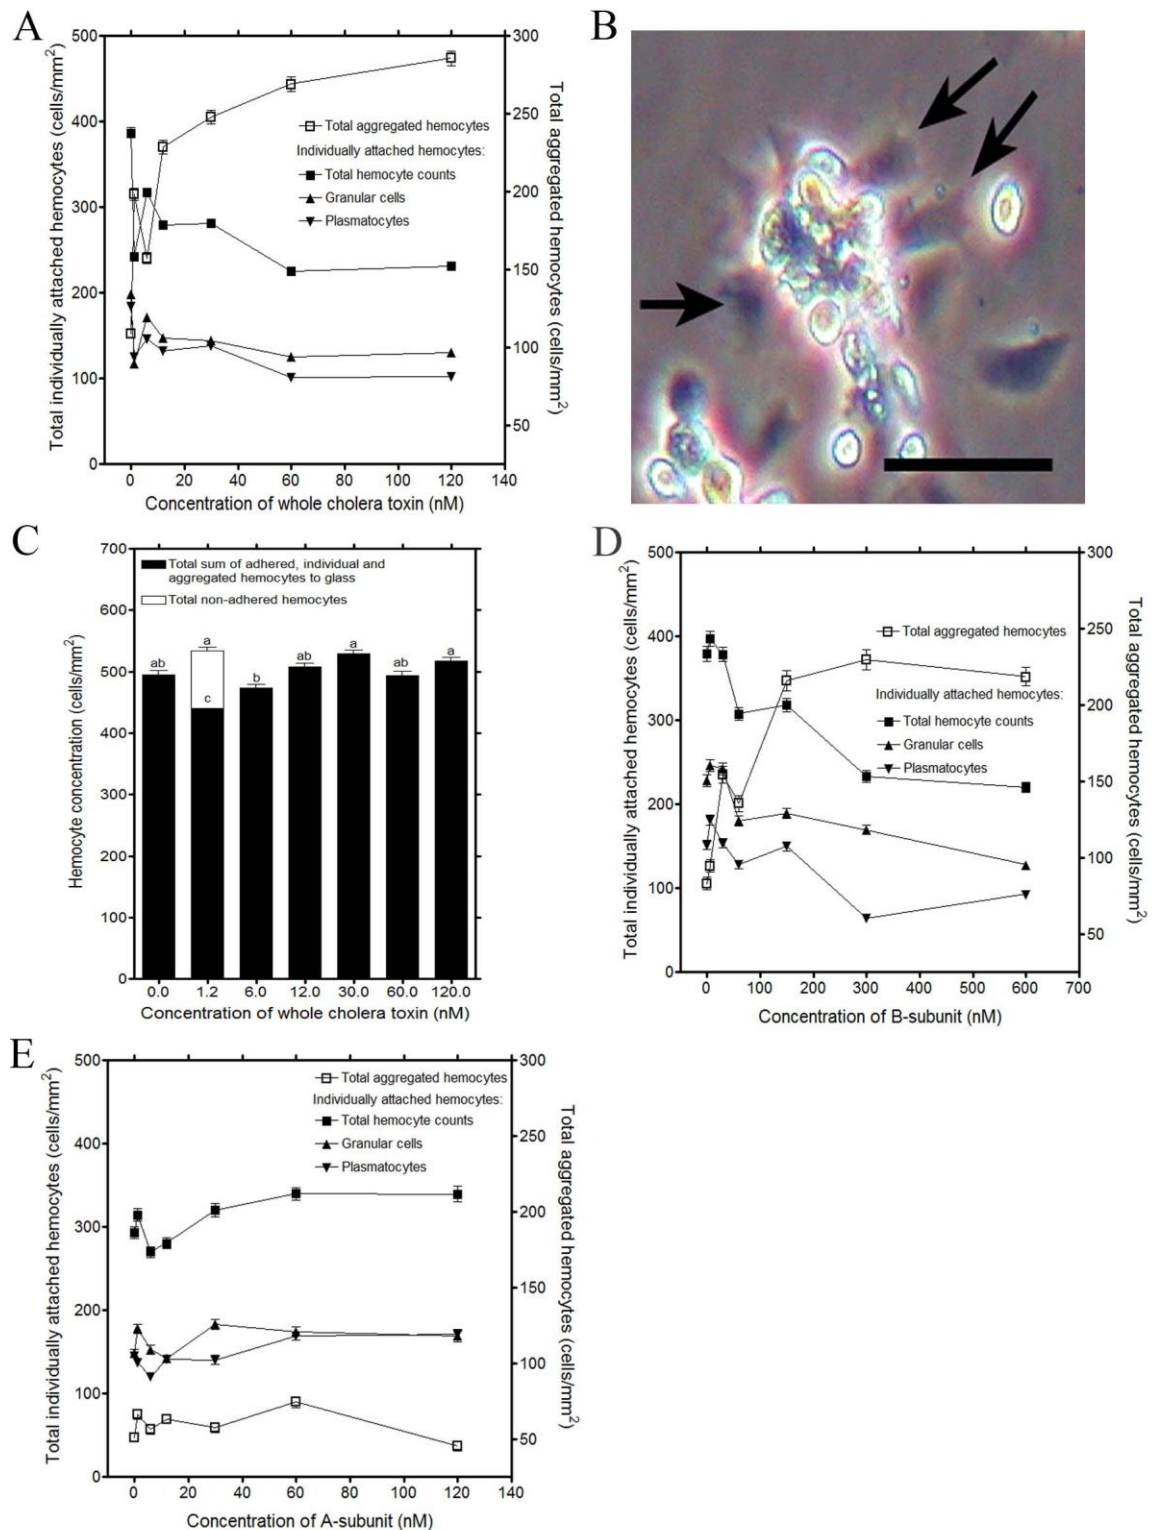 A
500
400
300
200
100
0
300
250
200
150
100
50
Total individually attached hemocytes (cells/mm²)
Total aggregated hemocytes (cells/mm²)
Total aggregated hemocytes
Individually attached hemocytes:
Total hemocyte counts
Granular cells
Plasmatocytes
0 20 40 60 80 100 120 140
Concentration of whole cholera toxin (nM)
B
C
700
600
500
400
300
200
100
0
Hemocyte concentration (cells/mm²)
Total sum of adhered, individual and
aggregated hemocytes to glass
Total non-adhered hemocytes
ab a c b ab a ab a
0.0 1.2 6.0 12.0 30.0 60.0 120.0
Concentration of whole cholera toxin (nM)
D
500
400
300
200
100
0
300
250
200
150
100
50
Total individually attached hemocytes (cells/mm²)
Total aggregated hemocytes (cells/mm²)
Total aggregated hemocytes
Individually attached hemocytes:
Total hemocyte counts
Granular cells
Plasmatocytes
0 100 200 300 400 500 600 700
Concentration of B-subunit (nM)
E
500
400
300
200
100
0
300
250
200
150
100
50
Total individually attached hemocytes (cells/mm²)
Total aggregated hemocytes (cells/mm²)
Total aggregated hemocytes
Individually attached hemocytes:
Total hemocyte counts
Granular cells
Plasmatocytes
0 20 40 60 80 100 120 140
Concentration of A-subunit (nM)